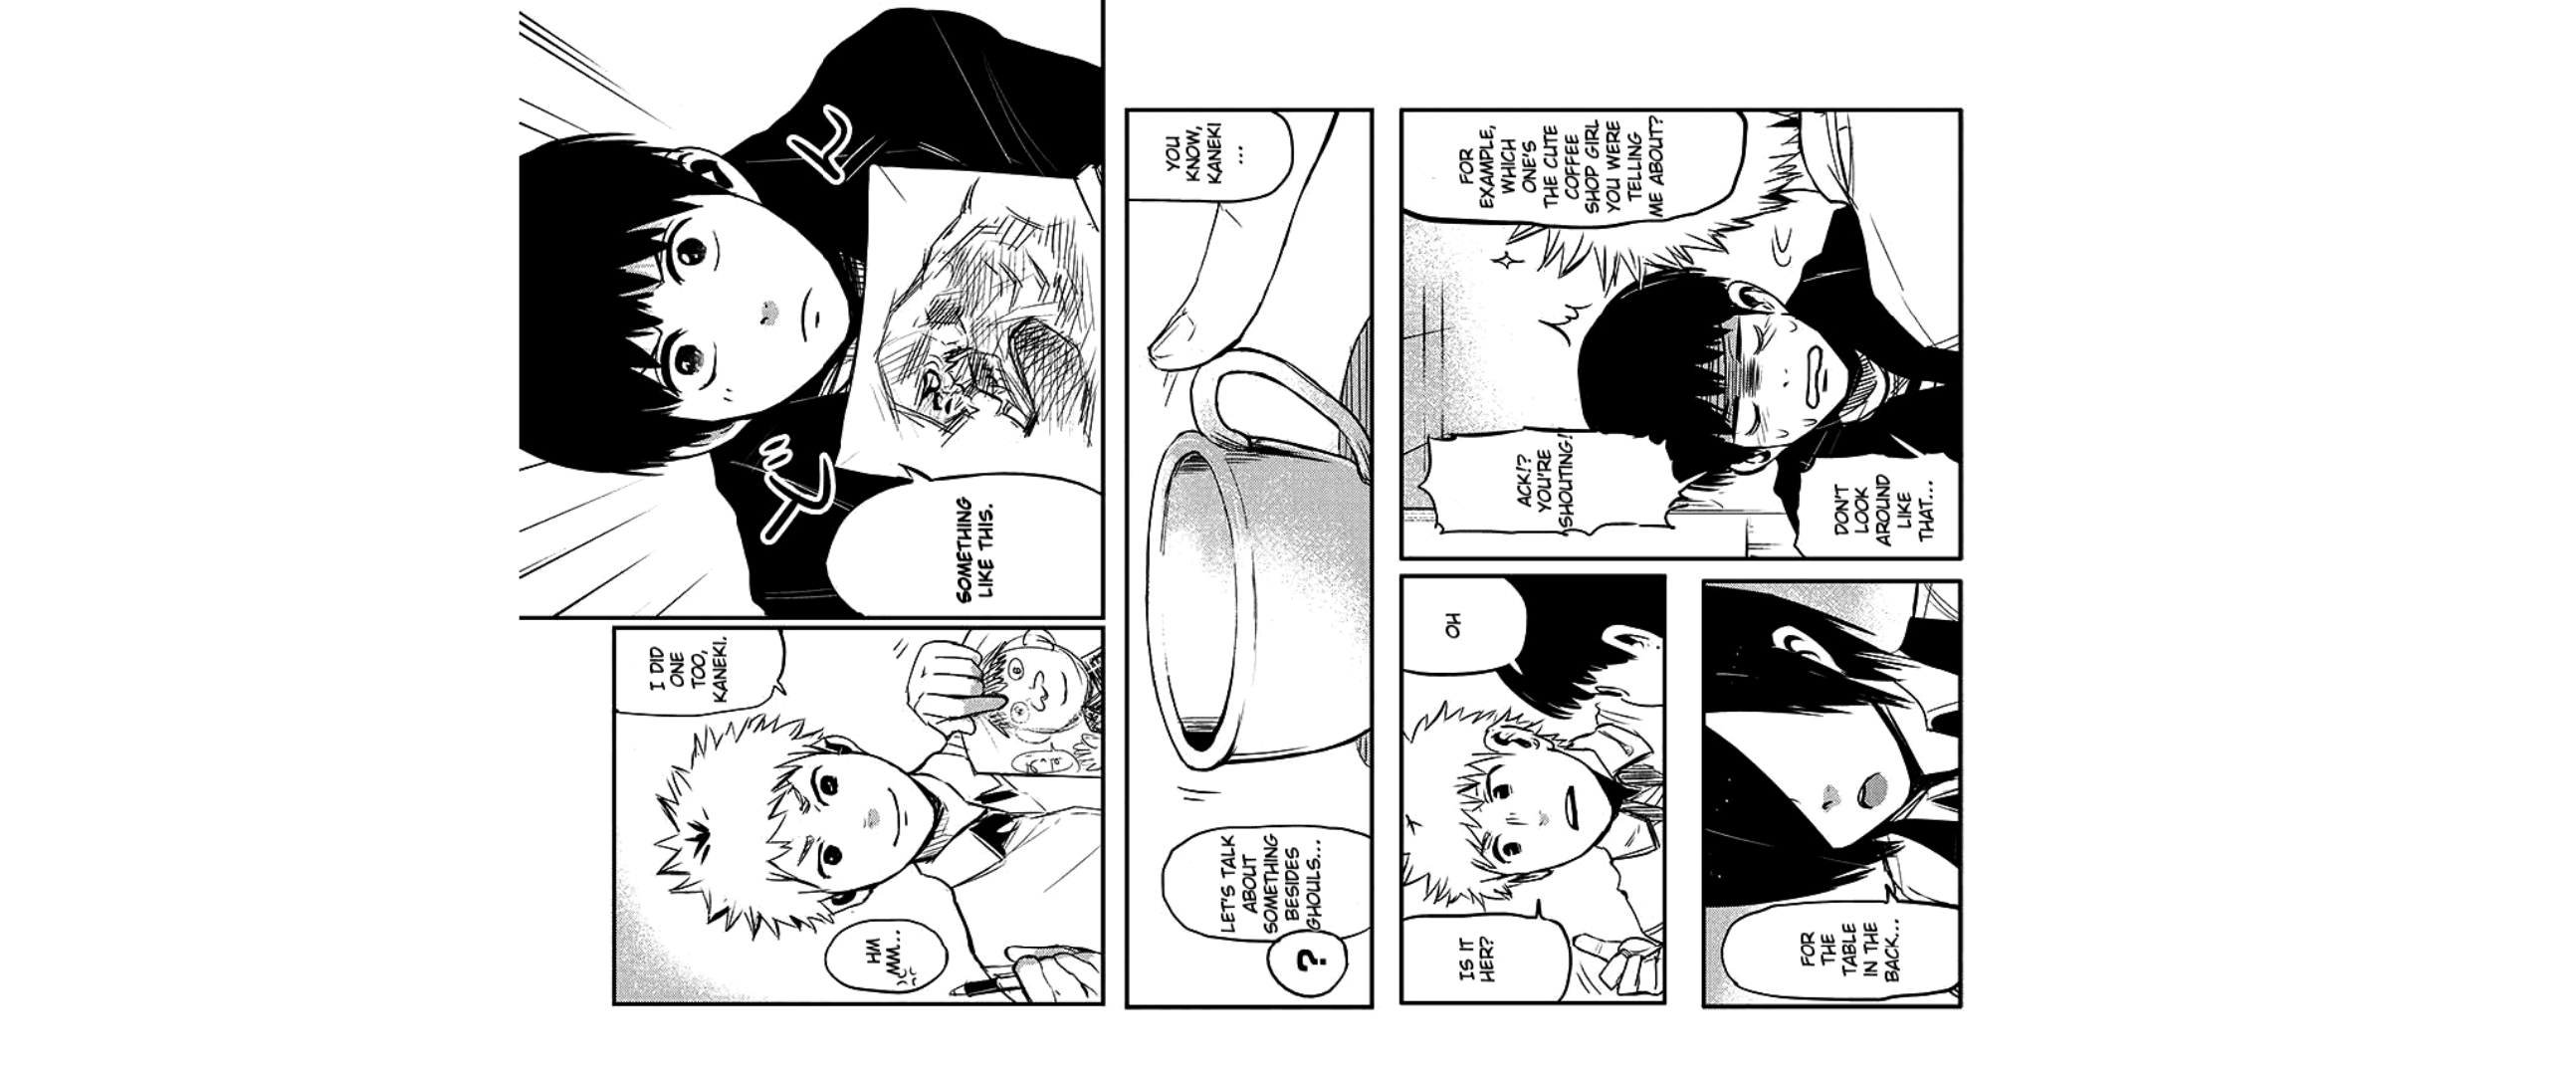 SOMETHING
LIKE THIS.
I DID
ONE
TOO,
KANEKI.
HM
MM...
YOU
KNOW,
KANEKI
...
LET'S TALK
ABOUT
SOMETHING
BESIDES
GHOULS...
?
FOR
EXAMPLE,
WHICH
ONE'S
THE CUTE
COFFEE
SHOP GIRL
YOU WERE
TELLING
ME ABOUT?
ACK!?
YOU'RE
SHOUTING!
DON'T
LOOK
AROUND
LIKE
THAT...
OH
IS IT
HER?
FOR
THE
TABLE
IN THE
BACK...